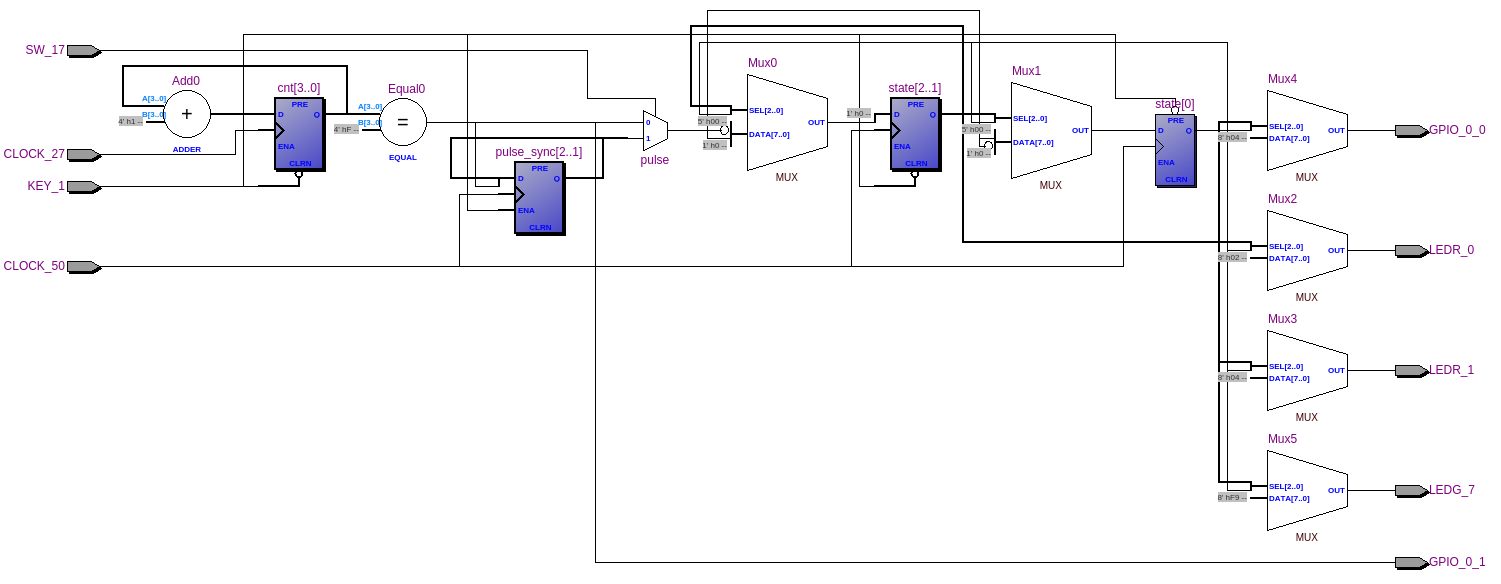 SW_17
CLOCK_27
KEY_1
CLOCK_50
Add0
A[3..0]
B[3..0]
4' h1 --
+
ADDER
cnt[3..0]
PRE
D
Q
ENA
CLRN
Equal0
A[3..0]
B[3..0]
4' hF --
=
EQUAL
pulse_sync[2..1]
PRE
D
Q
ENA
CLRN
0
1
pulse
Mux0
5' h00 --
1' h0 --
SEL[2..0]
DATA[7..0]
OUT
MUX
state[2..1]
1' h0 --
PRE
D
Q
ENA
CLRN
Mux1
5' h00 --
1' h0 --
SEL[2..0]
DATA[7..0]
OUT
MUX
state[0]
PRE
D
Q
ENA
CLRN
Mux4
8' h04 --
SEL[2..0]
DATA[7..0]
OUT
MUX
GPIO_0_0
Mux2
8' h02 --
SEL[2..0]
DATA[7..0]
OUT
MUX
LEDR_0
Mux3
8' h04 --
SEL[2..0]
DATA[7..0]
OUT
MUX
LEDR_1
Mux5
8' hF9 --
SEL[2..0]
DATA[7..0]
OUT
MUX
LEDG_7
GPIO_0_1